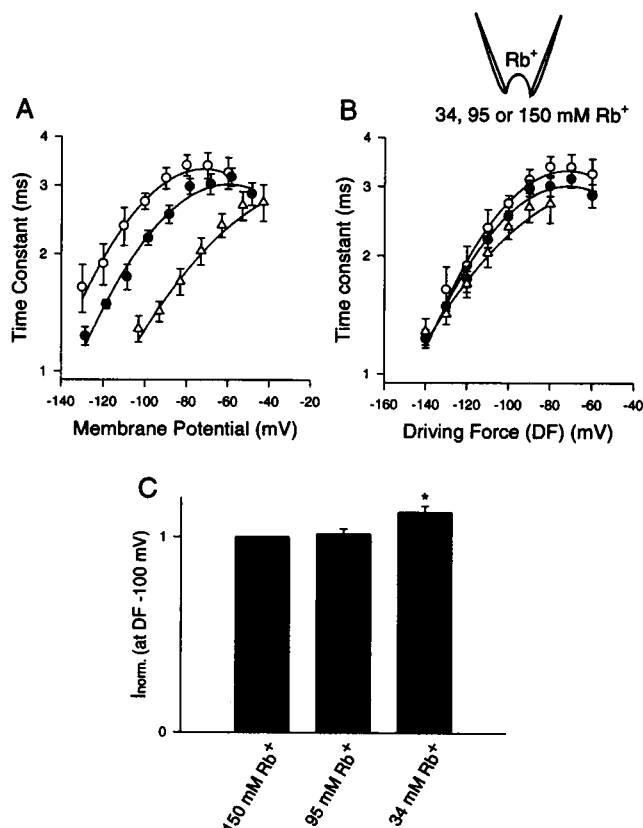 Rb+
34, 95 or 150 mM Rb+
A
B
Time Constant (ms)
4
3
2
1
-140 -120 -100 -80 -60 -40 -20
Membrane Potential (mV)
Time constant (ms)
4
3
2
1
-160 -140 -120 -100 -80 -60 -40
Driving Force (DF) (mV)
C
Inorm. (at DF -100 mV)
1
0
*
150 mM Rb+
95 mM Rb+
34 mM Rb+